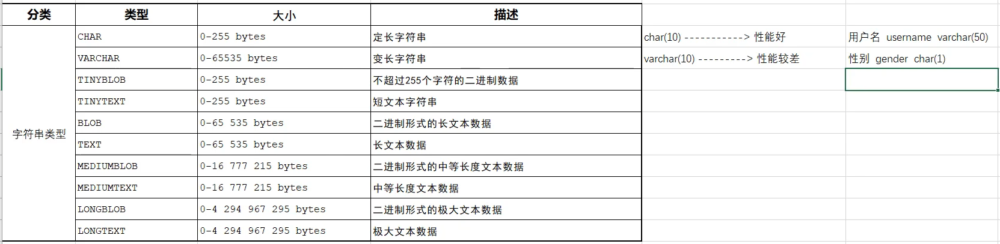 分类 类型 大小 描述
CHAR 0-255 bytes 定长字符串 char(10) -----------> 性能好 用户名 username varchar(50)
VARCHAR 0-65535 bytes 变长字符串 varchar(10) ---------> 性能较差 性别 gender char(1)
TINYBLOB 0-255 bytes 不超过255个字符的二进制数据
TINYTEXT 0-255 bytes 短文本字符串
BLOB 0-65 535 bytes 二进制形式的长文本数据
字符串类型
TEXT 0-65 535 bytes 长文本数据
MEDIUMBLOB 0-16 777 215 bytes 二进制形式的中等长度文本数据
MEDIUMTEXT 0-16 777 215 bytes 中等长度文本数据
LONGBLOB 0-4 294 967 295 bytes 二进制形式的极大文本数据
LONGTEXT 0-4 294 967 295 bytes 极大文本数据